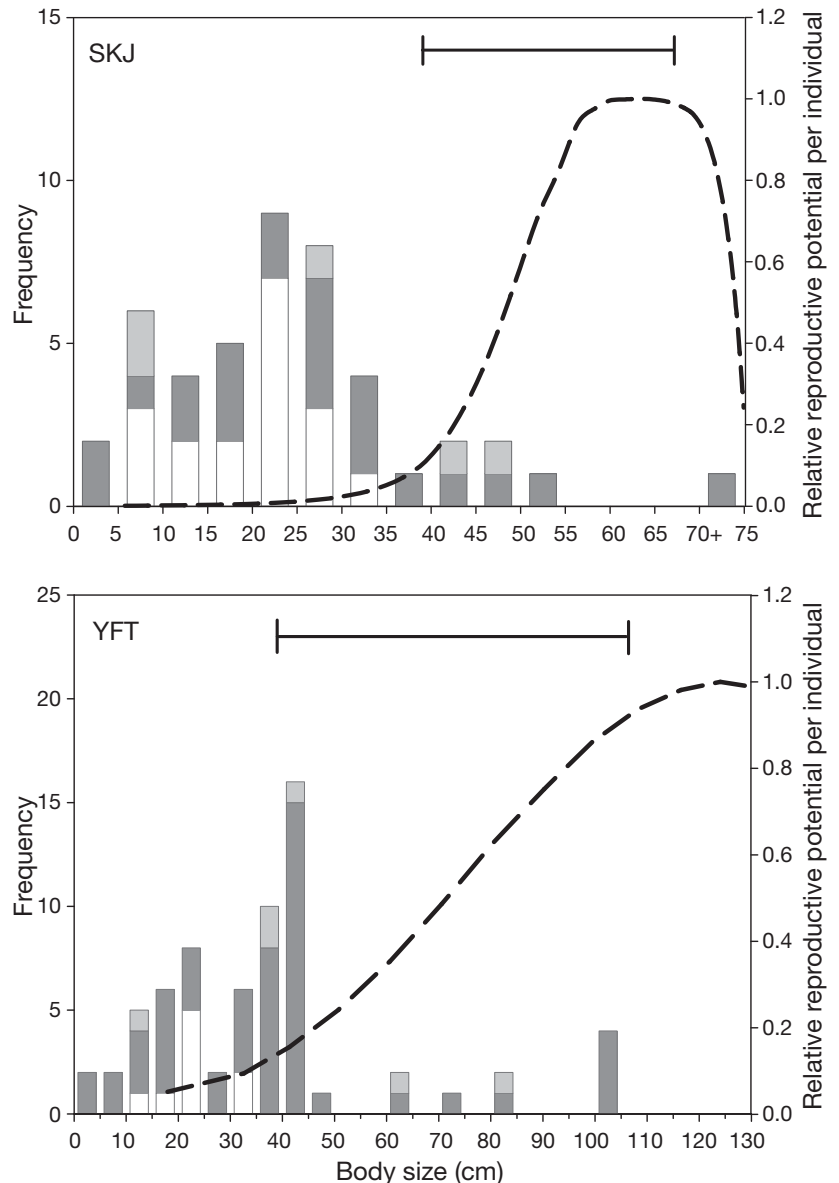 SKJ
15
10
5
0
Frequency
1.2
1.0
0.8
0.6
0.4
0.2
0.0
Relative reproductive potential per individual
0 5 10 15 20 25 30 35 40 45 50 55 60 65 70+ 75
YFT
25
20
15
10
5
0
Frequency
1.2
1.0
0.8
0.6
0.4
0.2
0.0
Relative reproductive potential per individual
0 10 20 30 40 50 60 70 80 90 100 110 120 130
Body size (cm)